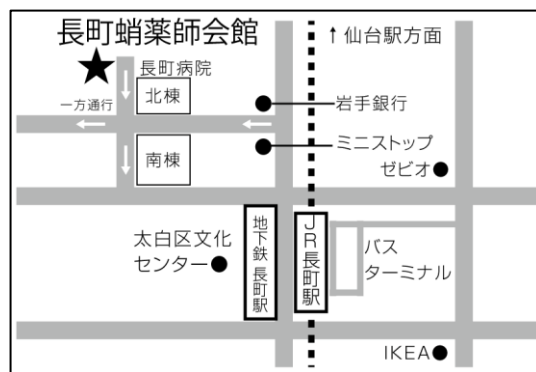 長町蛸薬師会館
↑仙台駅方面
★
長町病院
北棟
一方通行
岩手銀行
南棟
ミニストップ
ゼビオ
太白区文化
センター
地下鉄 長町駅
JR長町駅
バス
ターミナル
IKEA